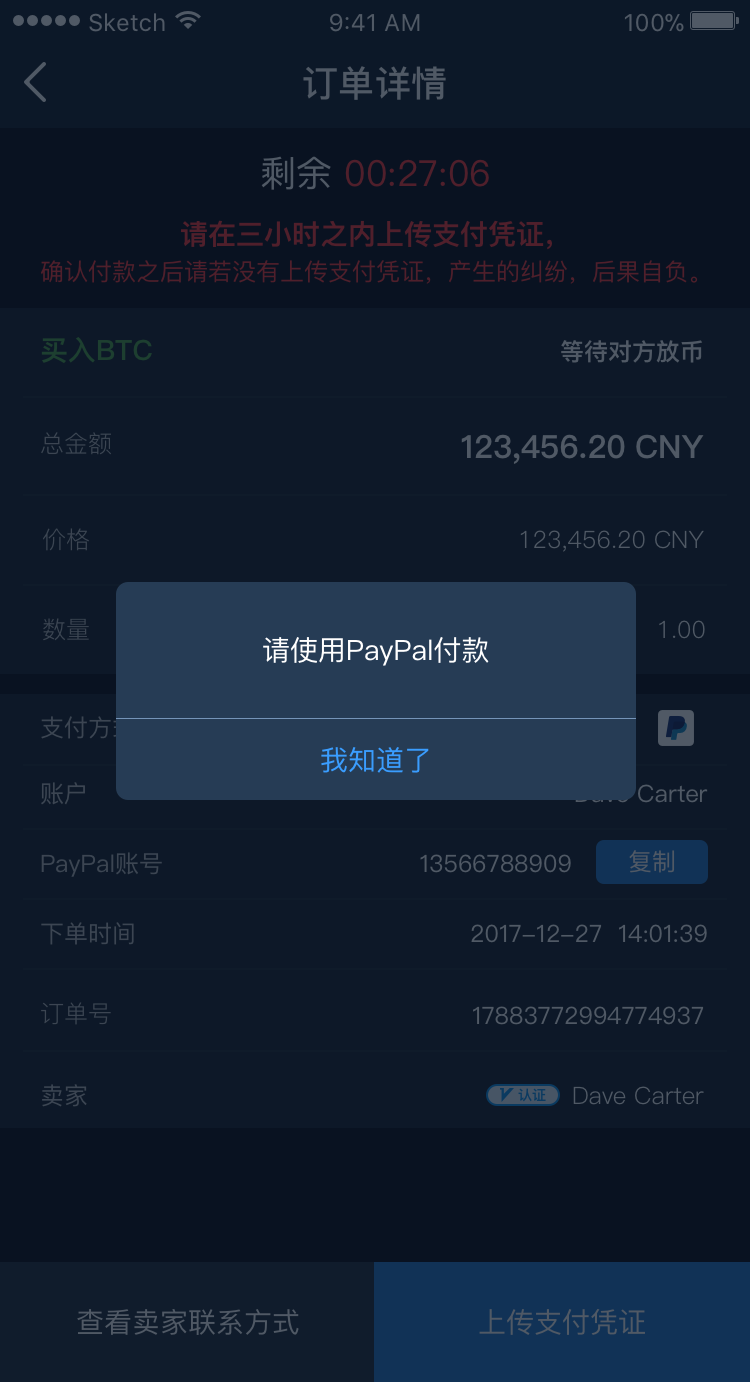 Sketch 9:41 AM 100%
订单详情
剩余 00:27:06
请在三小时之内上传支付凭证，
确认付款之后请若没有上传支付凭证，产生的纠纷，后果自负。
买入BTC 等待对方放币
总金额 123,456.20 CNY
价格 123,456.20 CNY
数量 1.00
请使用PayPal付款
支付方
我知道了
账户 Dave Carter
PayPal账号 13566788909 复制
下单时间 2017-12-27 14:01:39
订单号 17883772994774937
卖家 V 认证 Dave Carter
查看卖家联系方式 上传支付凭证